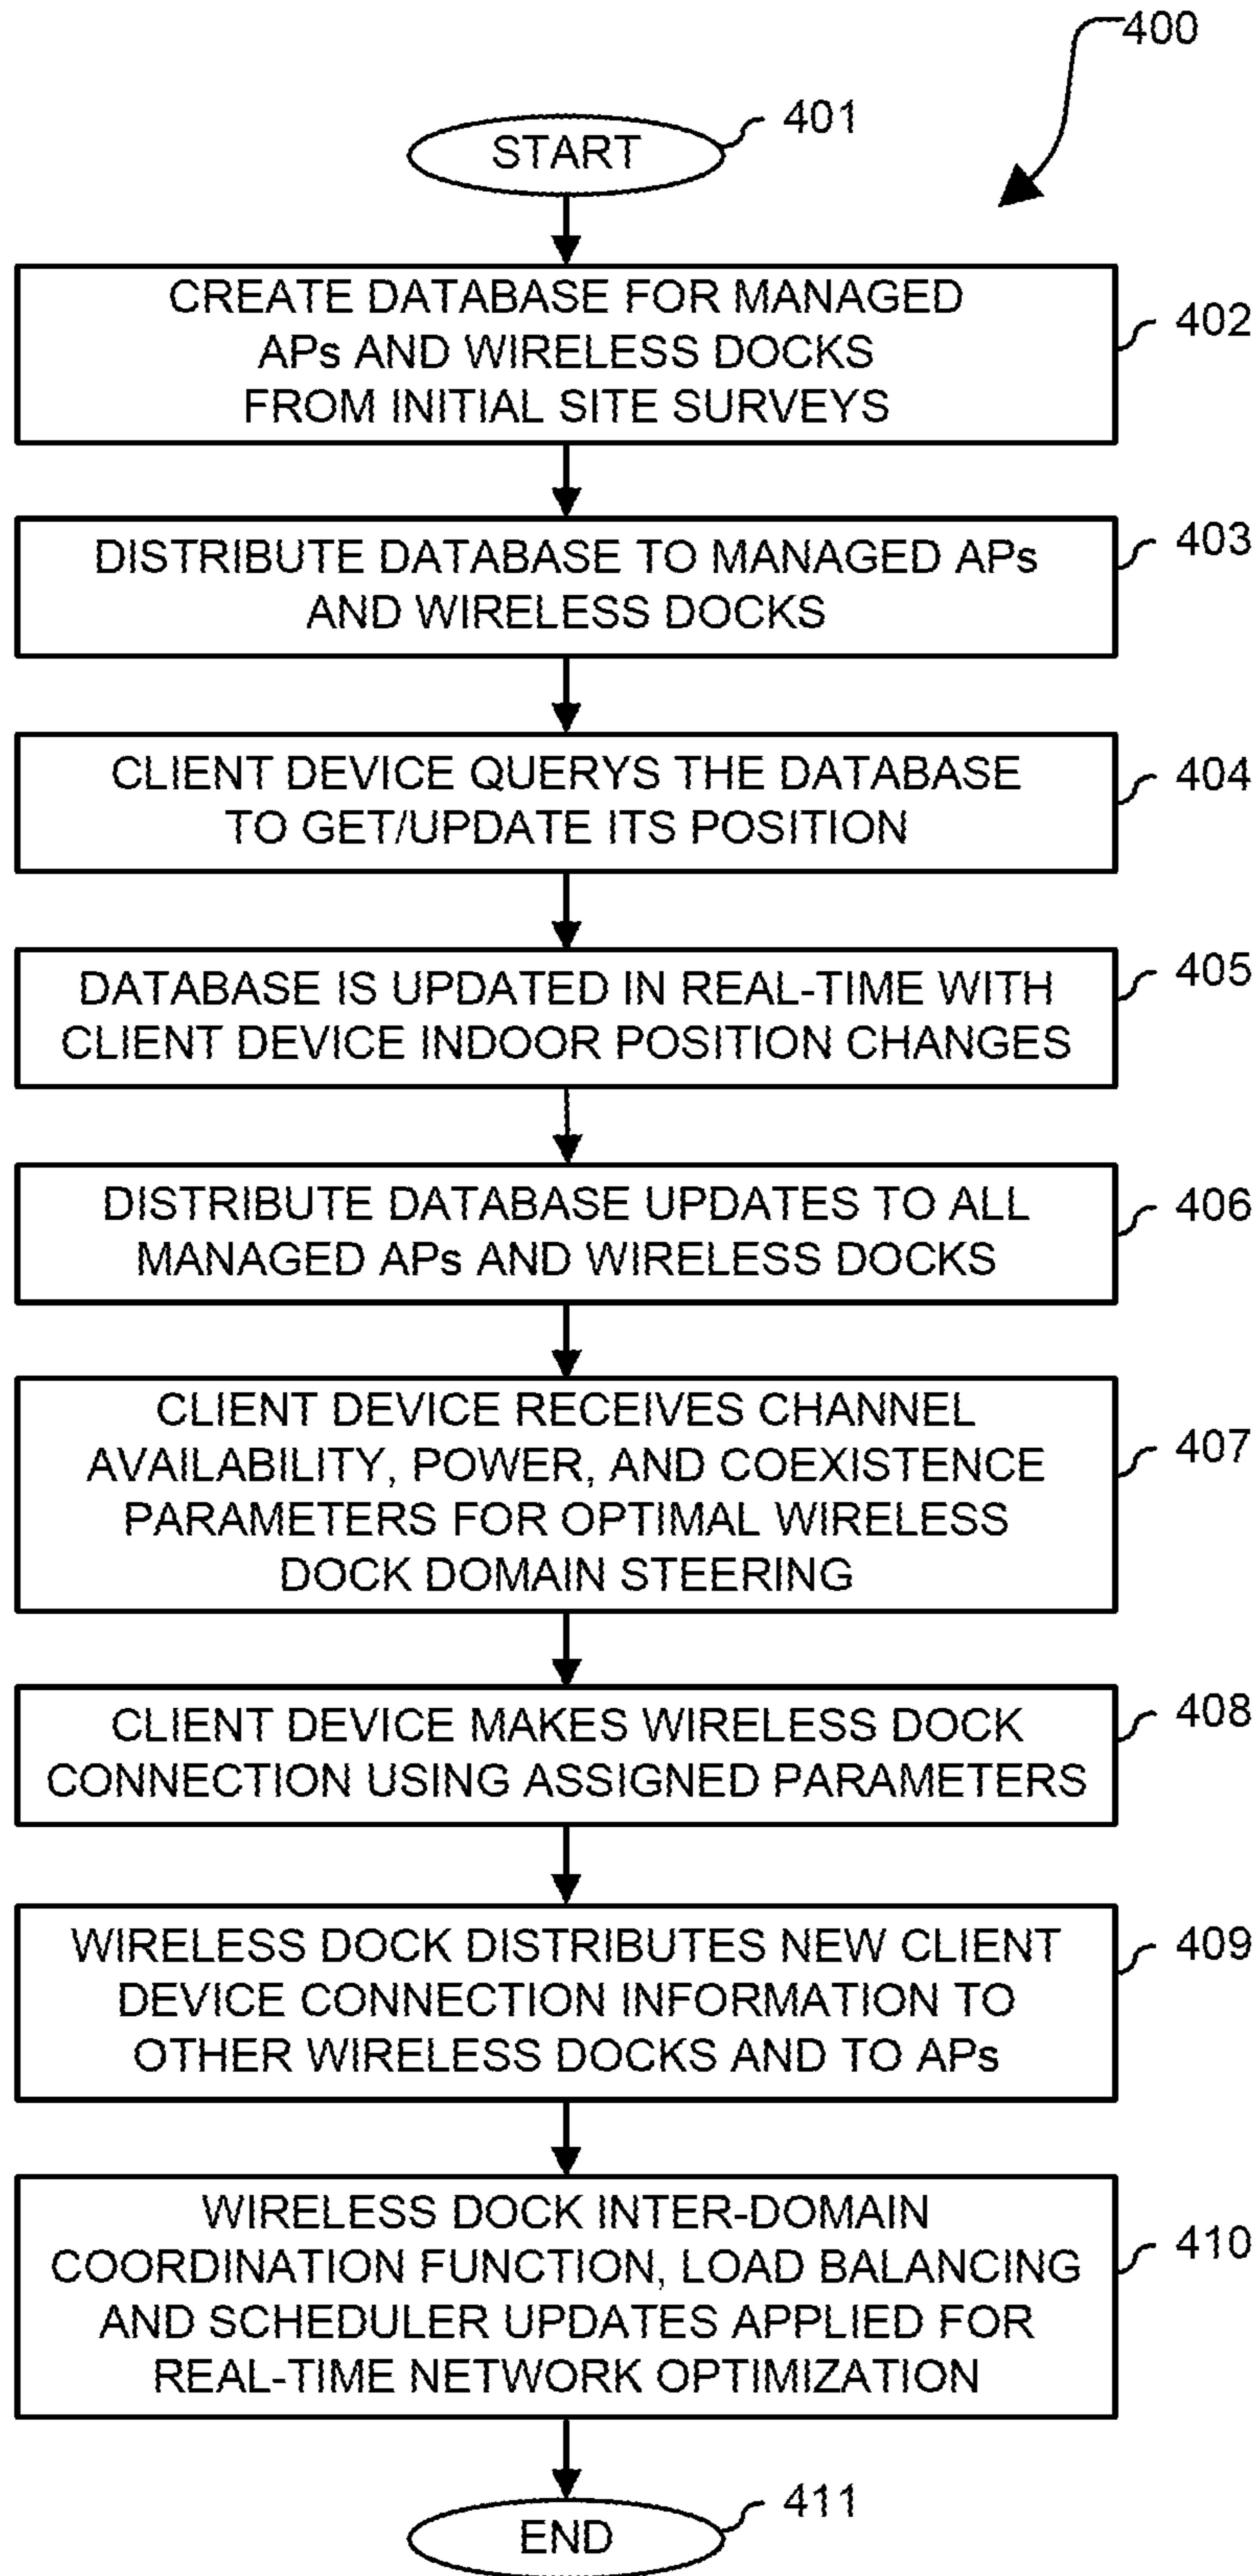 400
START
401
CREATE DATABASE FOR MANAGED
APs AND WIRELESS DOCKS
FROM INITIAL SITE SURVEYS
402
DISTRIBUTE DATABASE TO MANAGED APs
AND WIRELESS DOCKS
403
CLIENT DEVICE QUERYS THE DATABASE
TO GET/UPDATE ITS POSITION
404
DATABASE IS UPDATED IN REAL-TIME WITH
CLIENT DEVICE INDOOR POSITION CHANGES
405
DISTRIBUTE DATABASE UPDATES TO ALL
MANAGED APs AND WIRELESS DOCKS
406
CLIENT DEVICE RECEIVES CHANNEL
AVAILABILITY, POWER, AND COEXISTENCE
PARAMETERS FOR OPTIMAL WIRELESS
DOCK DOMAIN STEERING
407
CLIENT DEVICE MAKES WIRELESS DOCK
CONNECTION USING ASSIGNED PARAMETERS
408
WIRELESS DOCK DISTRIBUTES NEW CLIENT
DEVICE CONNECTION INFORMATION TO
OTHER WIRELESS DOCKS AND TO APs
409
WIRELESS DOCK INTER-DOMAIN
COORDINATION FUNCTION, LOAD BALANCING
AND SCHEDULER UPDATES APPLIED FOR
REAL-TIME NETWORK OPTIMIZATION
410
END
411